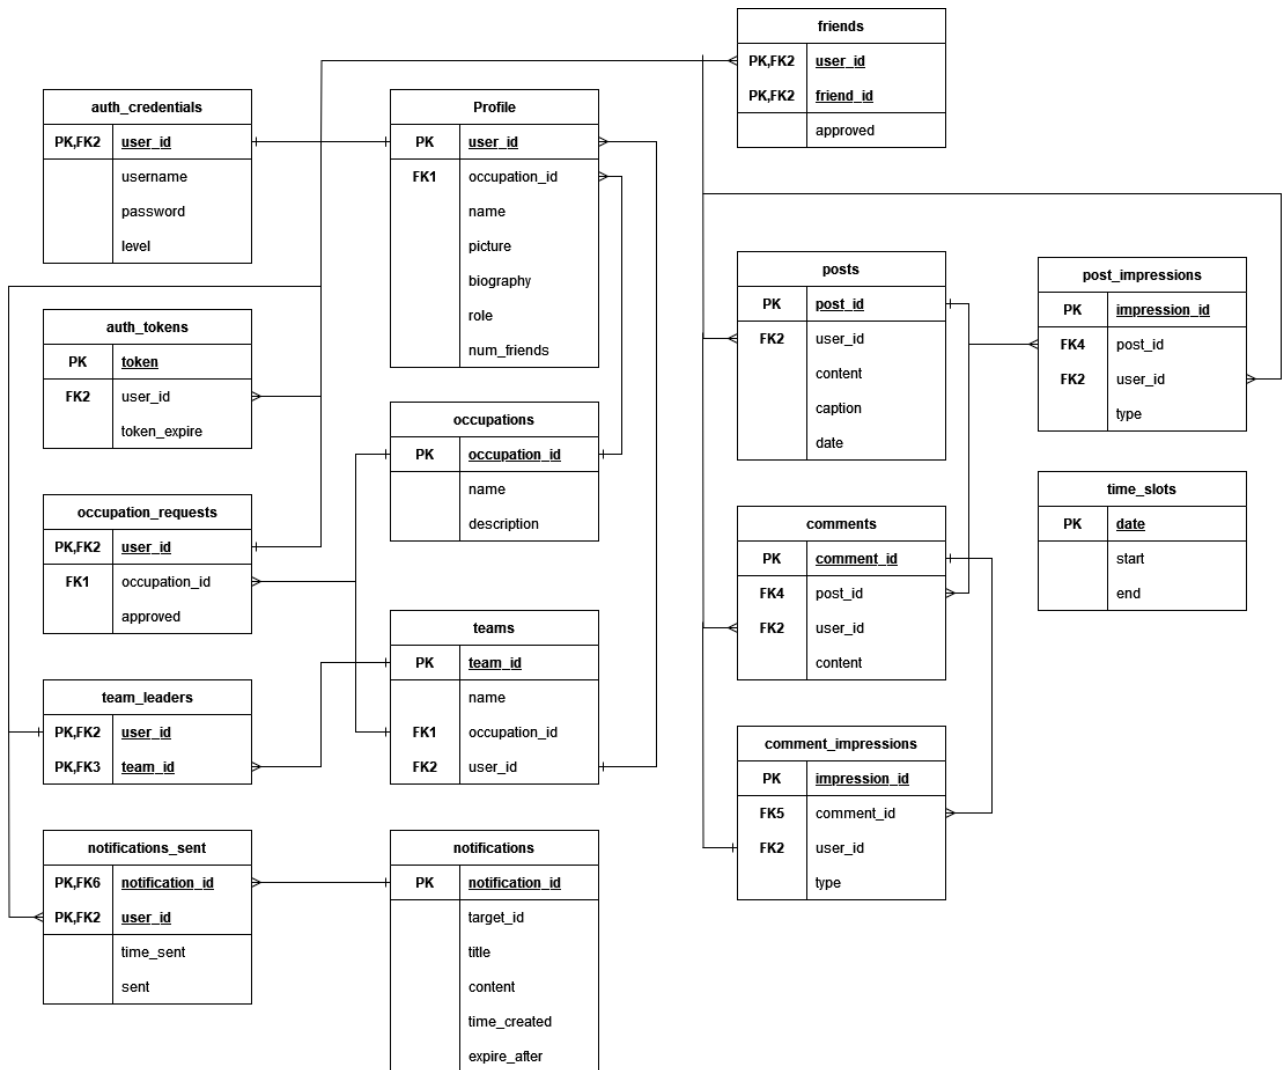 friends
PK,FK2 user_id
PK,FK2 friend_id
approved
auth_credentials
PK,FK2 user_id
username
password
level
Profile
PK user_id
FK1 occupation_id
name
picture
biography
role
num_friends
auth_tokens
PK token
FK2 user_id
token_expire
occupations
PK occupation_id
name
description
occupation_requests
PK,FK2 user_id
FK1 occupation_id
approved
teams
PK team_id
name
FK1 occupation_id
FK2 user_id
team_leaders
PK,FK2 user_id
PK,FK3 team_id
notifications_sent
PK,FK6 notification_id
PK,FK2 user_id
time_sent
sent
notifications
PK notification_id
target_id
title
content
time_created
expire_after
posts
PK post_id
FK2 user_id
content
caption
date
post_impressions
PK impression_id
FK4 post_id
FK2 user_id
type
comments
PK comment_id
FK4 post_id
FK2 user_id
content
time_slots
PK date
start
end
comment_impressions
PK impression_id
FK5 comment_id
FK2 user_id
type